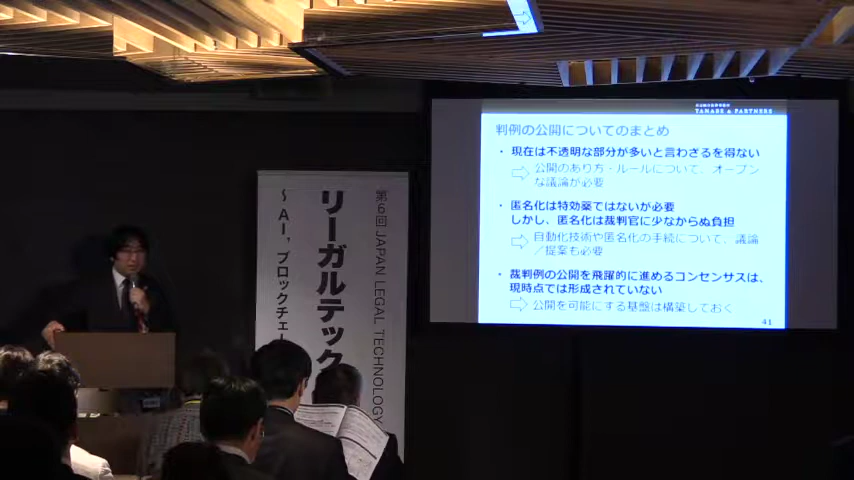 TANABE & PARTNERS
判例の公開についてのまとめ
・ 現在は不透明な部分が多いと言わざるを得ない
公開のあり方・ルールについて、オープン
な議論が必要
・ 匿名化は特効薬ではないが必要
しかし、匿名化は裁判官に少なからぬ負担
自動化技術や匿名化の手続について、議論
／提案も必要
・ 裁判例の公開を飛躍的に進めるコンセンサスは、
現時点では形成されていない
公開を可能にする基盤は構築しておく
41
第6回 JAPAN LEGAL TECHNOLOGY
リーガルテック
～ AI，ブロックチェー